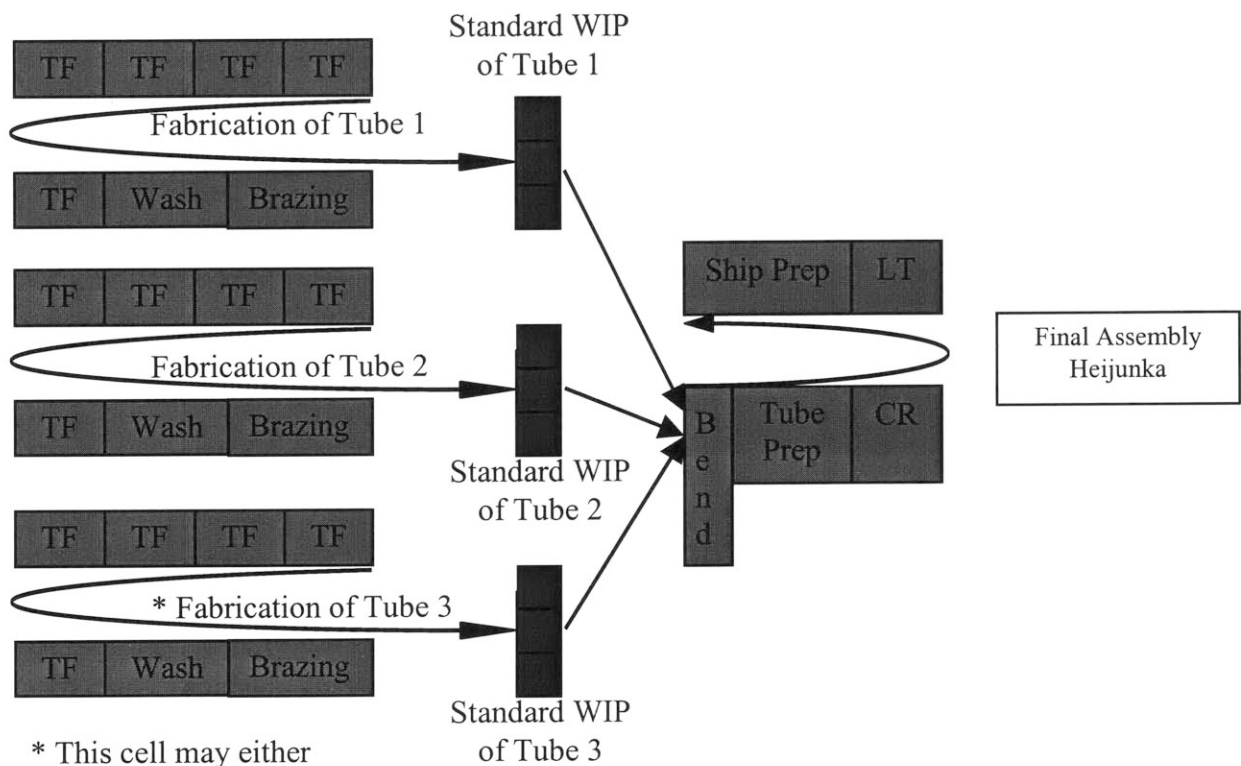 Standard WIP
of Tube 1
TF TF TF TF
Fabrication of Tube 1
TF Wash Brazing
TF TF TF TF
Fabrication of Tube 2
TF Wash Brazing
Standard WIP
of Tube 2
TF TF TF TF
* Fabrication of Tube 3
TF Wash Brazing
Standard WIP
of Tube 3
* This cell may either
Ship Prep LT
B
e
n
d
Tube
Prep
CR
Final Assembly
Heijunka